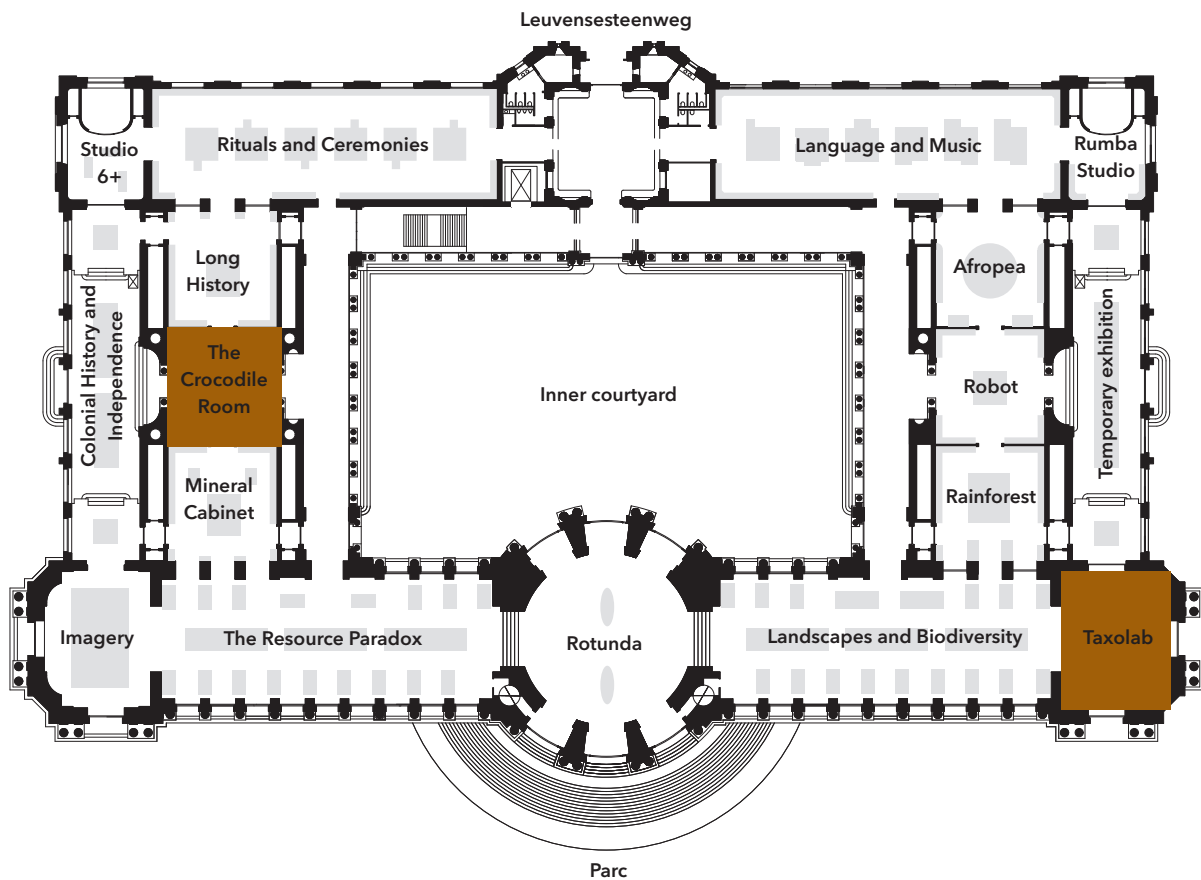 Leuvensesteenweg
Studio
6+
Rituals and Ceremonies
Language and Music
Rumba
Studio
Long
History
Afropea
Colonial History and
Independence
The
Crocodile
Room
Inner courtyard
Robot
Temporary exhibition
Mineral
Cabinet
Rainforest
Imagery
The Resource Paradox
Rotunda
Landscapes and Biodiversity
Taxolab
Parc